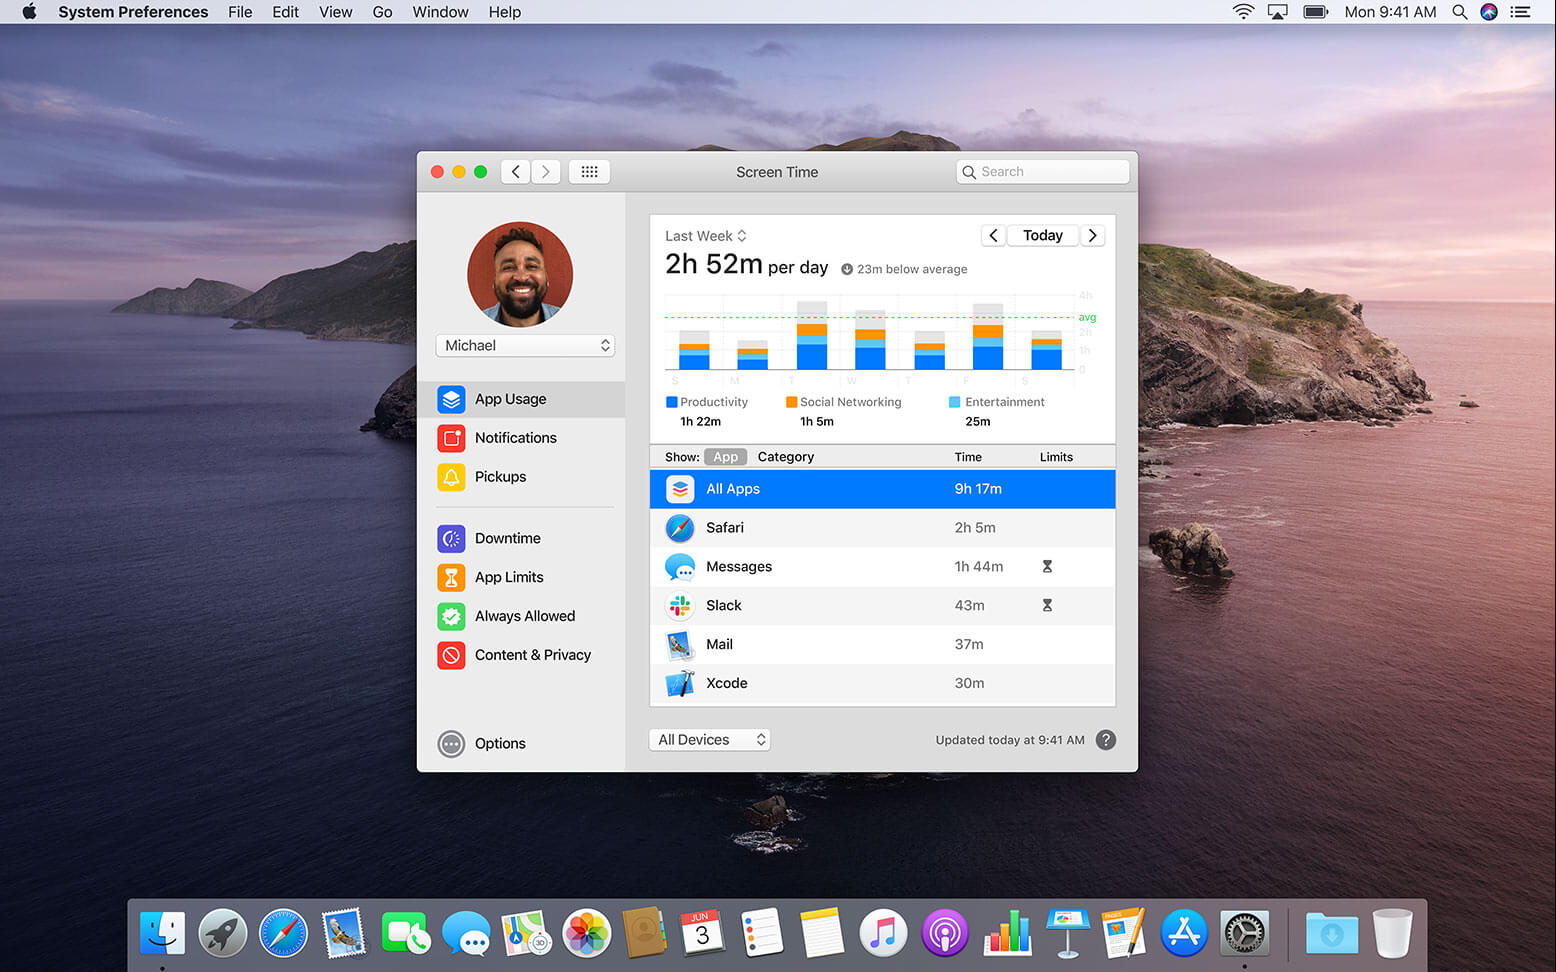 System Preferences File Edit View Go Window Help Mon 9:41 AM
Screen Time
Search
Michael
App Usage
Notifications
Pickups
Downtime
App Limits
Always Allowed
Content & Privacy
Options
Last Week
Today
2h 52m per day 23m below average
4h
avg
2h
1h
0
S M T W T F S
Productivity Social Networking Entertainment
1h 22m 1h 5m 25m
Show: App Category Time Limits
All Apps 9h 17m
Safari 2h 5m
Messages 1h 44m
Slack 43m
Mail 37m
Xcode 30m
All Devices
Updated today at 9:41 AM ?
JUN
3
3D
PAGES